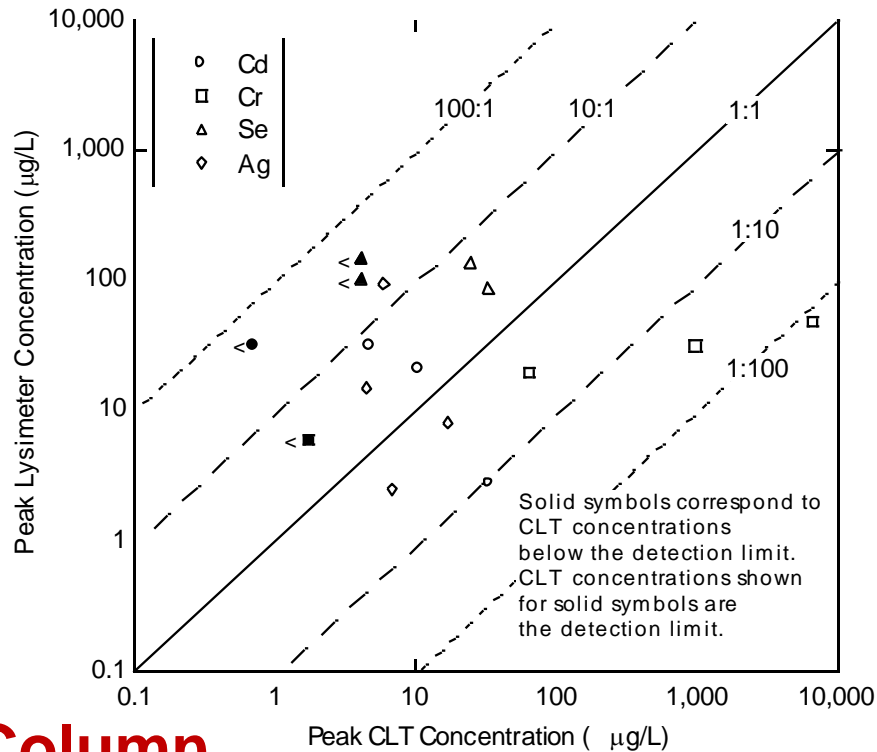 10,000
1,000
100
10
1
0.1
Peak Lysimeter Concentration (µg/L)
Cd
Cr
Se
Ag
100:1
10:1
1:1
1:10
1:100
<
<
<
<
Solid symbols correspond to
CLT concentrations
below the detection limit.
CLT concentrations shown
for solid symbols are
the detection limit.
0.1
1
10
100
1,000
10,000
Peak CLT Concentration ( µg/L)
Column